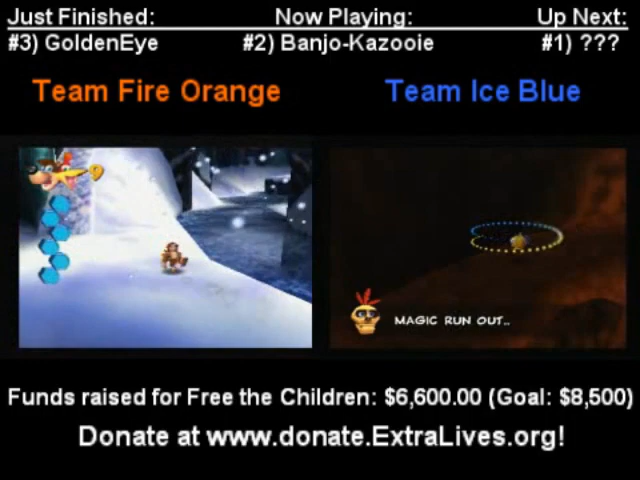 Just Finished: Now Playing: Up Next:
#3) GoldenEye #2) Banjo-Kazooie #1) ???
Team Fire Orange Team Ice Blue
MAGIC RUN OUT..
Funds raised for Free the Children: $6,600.00 (Goal: $8,500)
Donate at www.donate.ExtraLives.org!